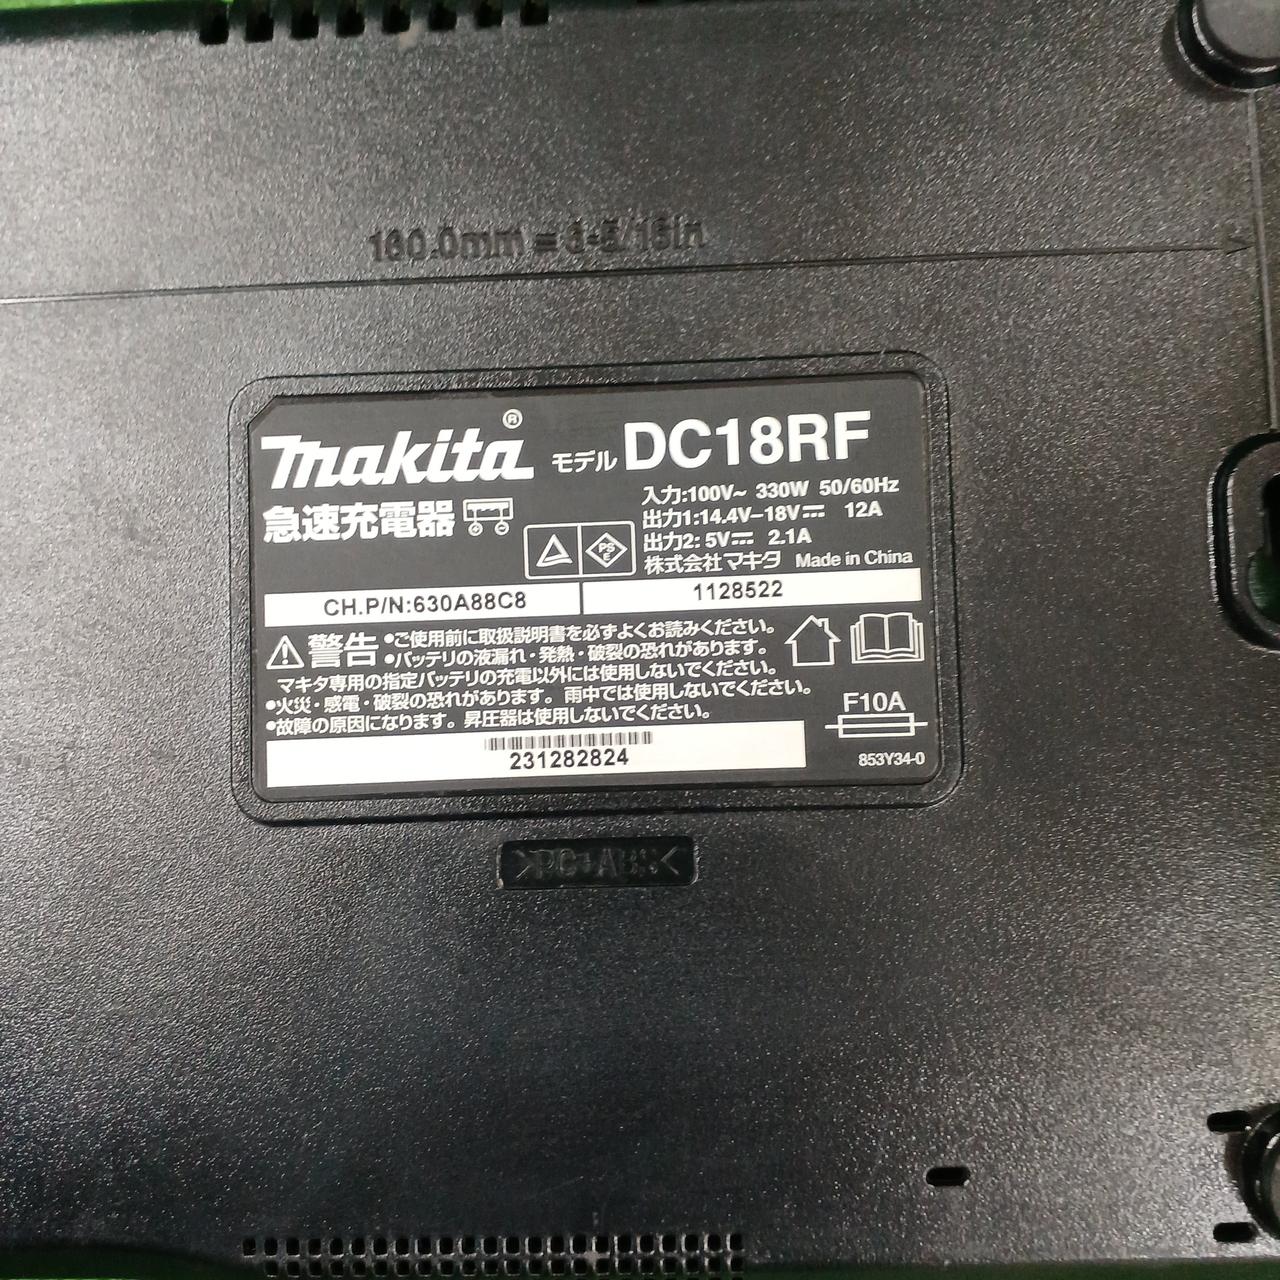 160.0mm = 6-5/16in
makita®
モデル DC18RF
急速充電器
入力:100V~ 330W 50/60Hz
出力1:14.4V-18V⎓ 12A
出力2: 5V⎓ 2.1A
株式会社マキタ Made in China
PS
E
CH.P/N:630A88C8
1128522
警告 •ご使用前に取扱説明書を必ずよくお読みください。
•バッテリの液漏れ・発熱・破裂の恐れがあります。
マキタ専用の指定バッテリの充電以外には使用しないでください。
•火災・感電・破裂の恐れがあります。雨中では使用しないでください。
•故障の原因になります。昇圧器は使用しないでください。
F10A
231282824
853Y34-0
>PC+ABS<